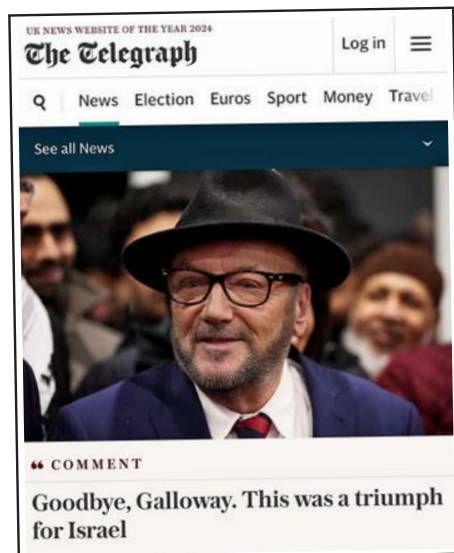 UK NEWS WEBSITE OF THE YEAR 2024
The Telegraph
Log in
News Election Euros Sport Money Travel
See all News
COMMENT
Goodbye, Galloway. This was a triumph
for Israel